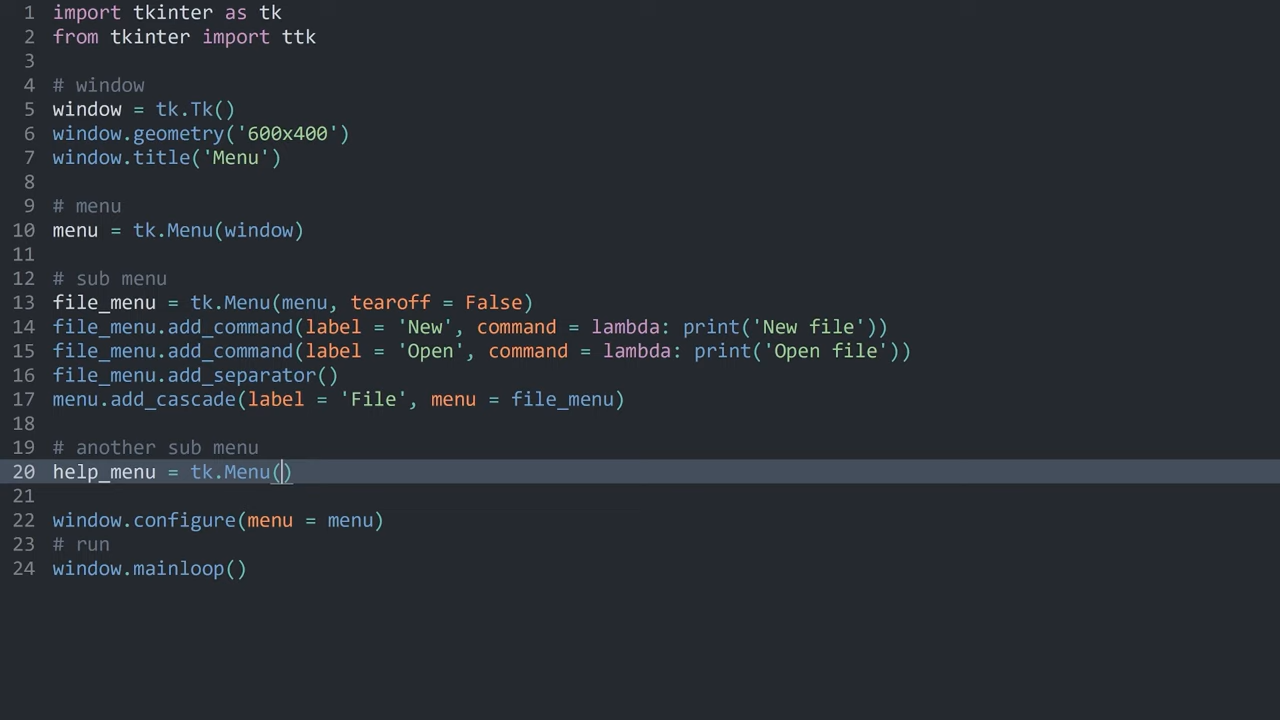 1 import tkinter as tk
2 from tkinter import ttk
3
4 # window
5 window = tk.Tk()
6 window.geometry('600x400')
7 window.title('Menu')
8
9 # menu
10 menu = tk.Menu(window)
11
12 # sub menu
13 file_menu = tk.Menu(menu, tearoff = False)
14 file_menu.add_command(label = 'New', command = lambda: print('New file'))
15 file_menu.add_command(label = 'Open', command = lambda: print('Open file'))
16 file_menu.add_separator()
17 menu.add_cascade(label = 'File', menu = file_menu)
18
19 # another sub menu
20 help_menu = tk.Menu()
21
22 window.configure(menu = menu)
23 # run
24 window.mainloop()